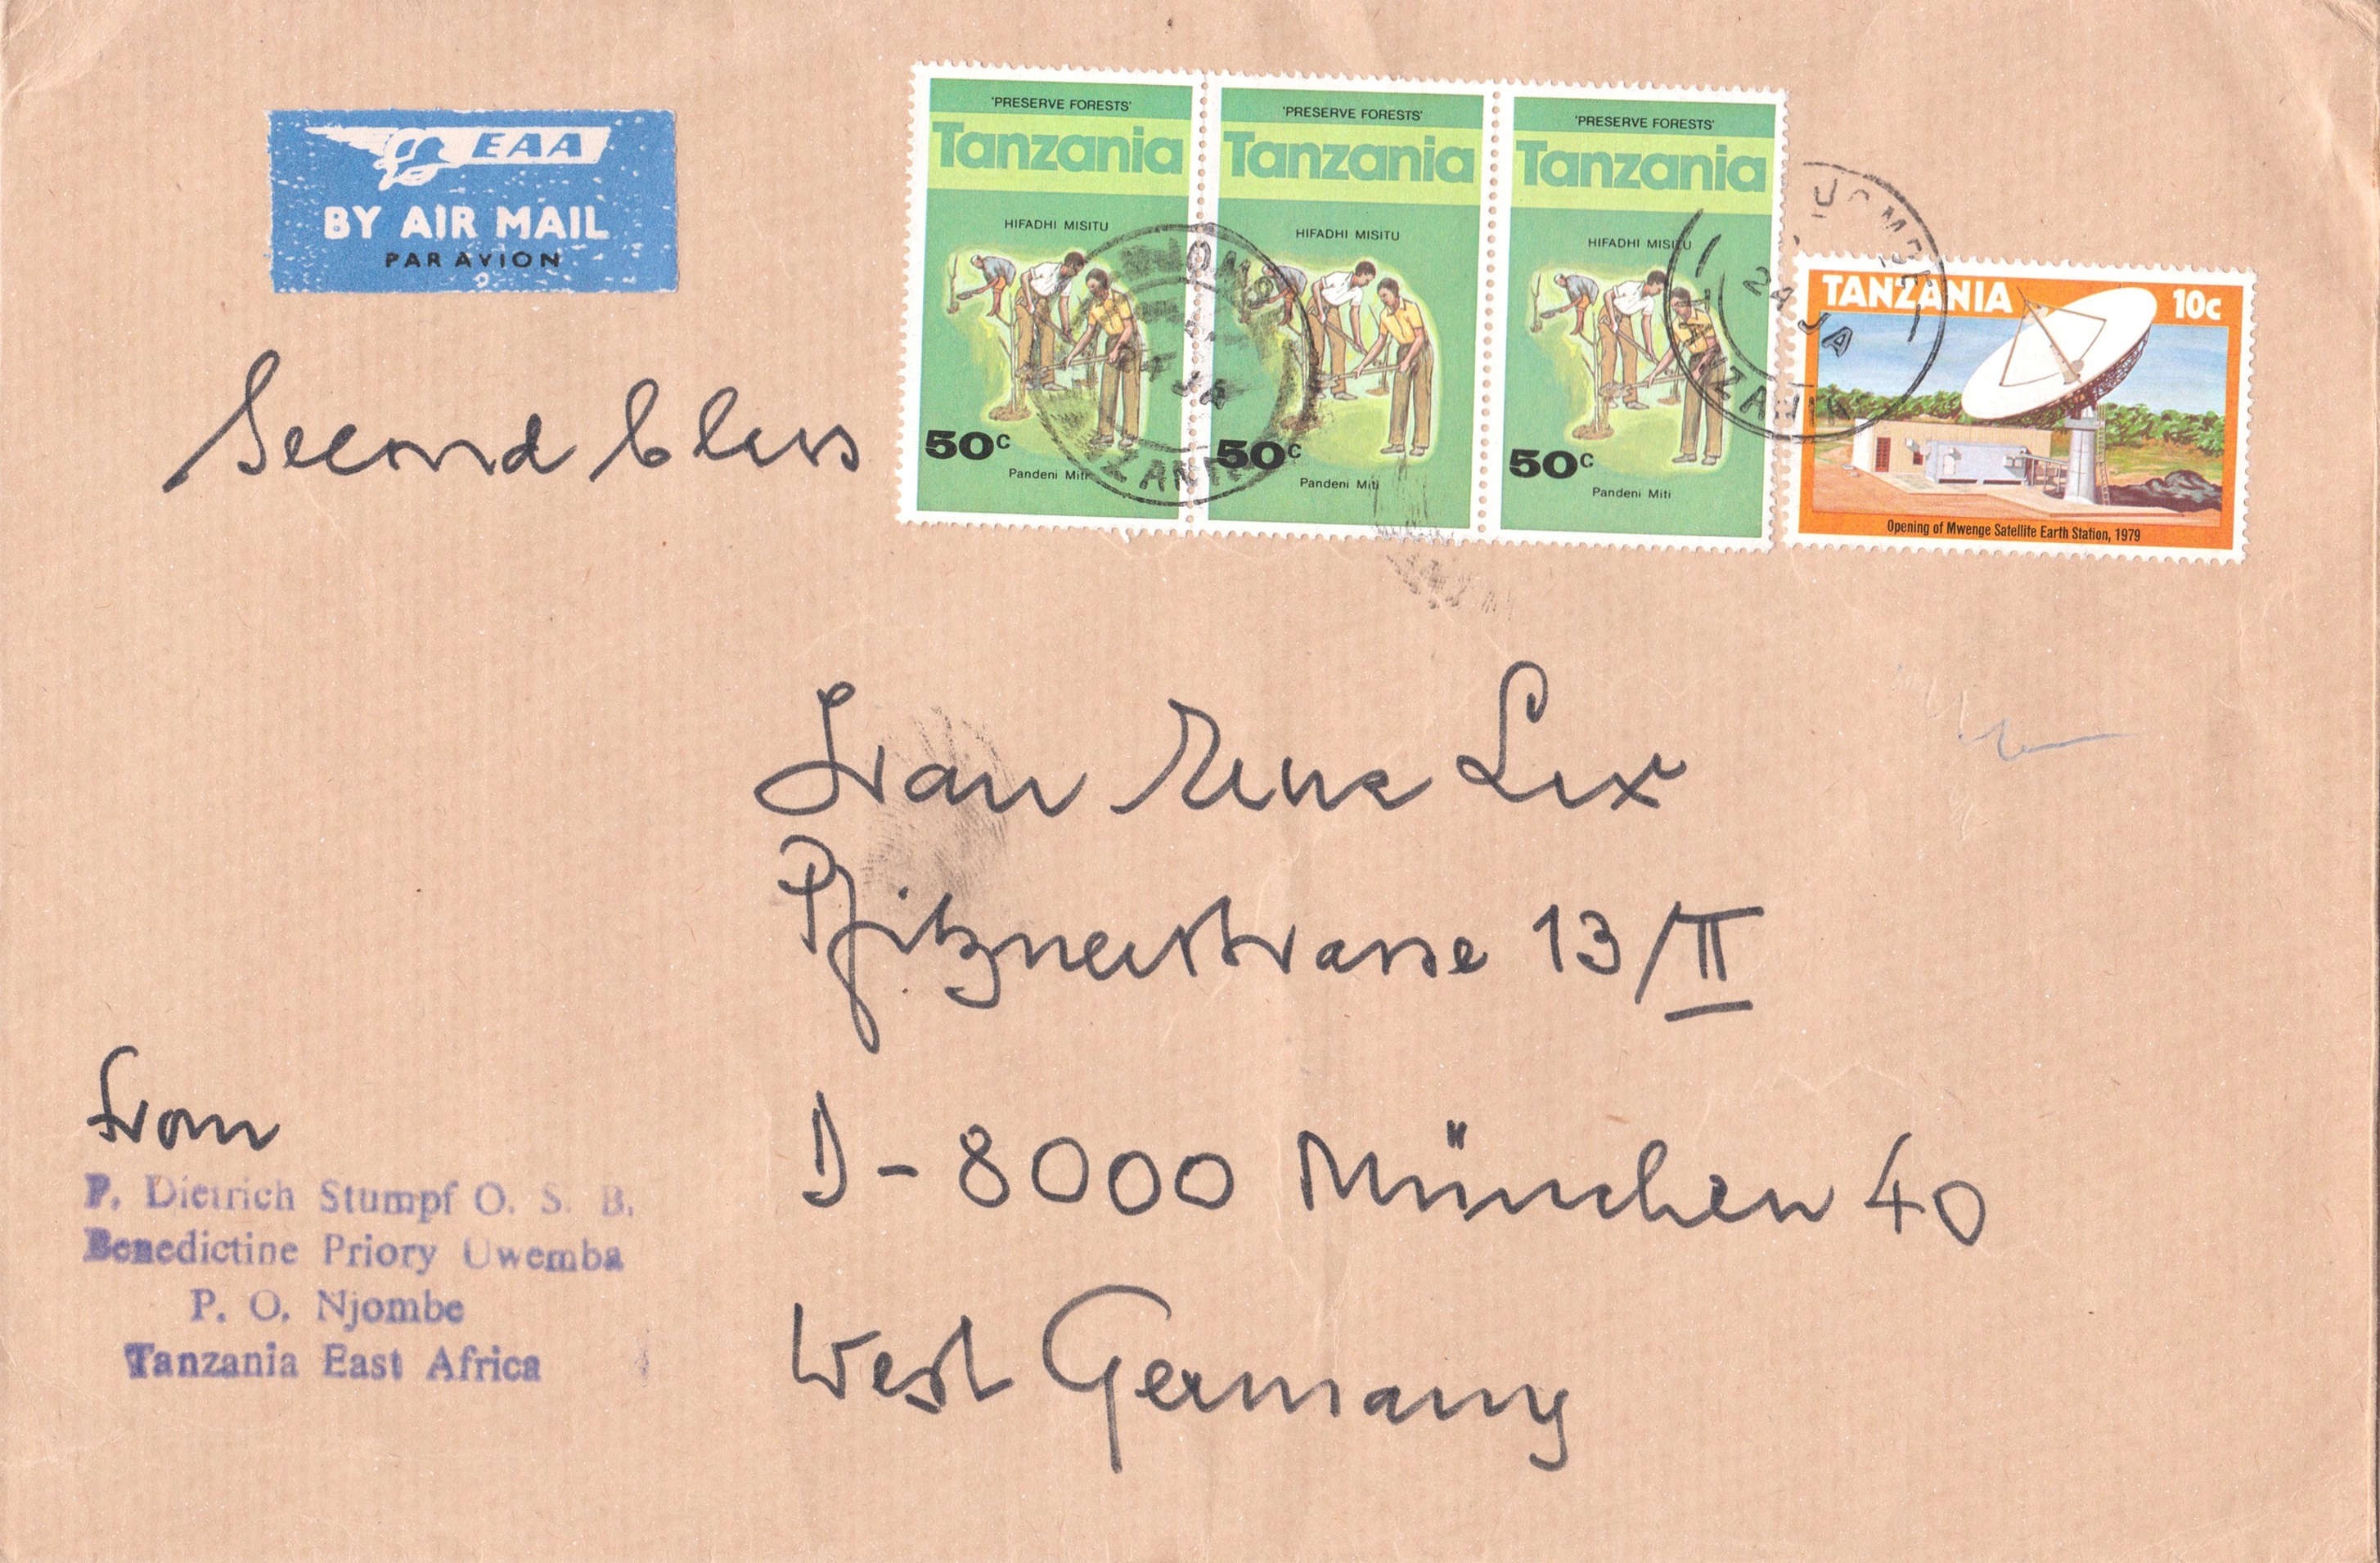 EAA
BY AIR MAIL
PAR AVION
Second Class
'PRESERVE FORESTS'
Tanzania
HIFADHI MISITU
50c
Pandeni Miti
'PRESERVE FORESTS'
Tanzania
HIFADHI MISITU
50c
Pandeni Miti
'PRESERVE FORESTS'
Tanzania
HIFADHI MISITU
50c
Pandeni Miti
TANZANIA 10c
Opening of Mwenge Satellite Earth Station, 1979
24 JA
Frau Lux
Pfitznerstrasse 13/II
D-8000 München 40
West Germany
From
P. Dietrich Stumpf O. S. B.
Benedictine Priory Uwemba
P. O. Njombe
Tanzania East Africa